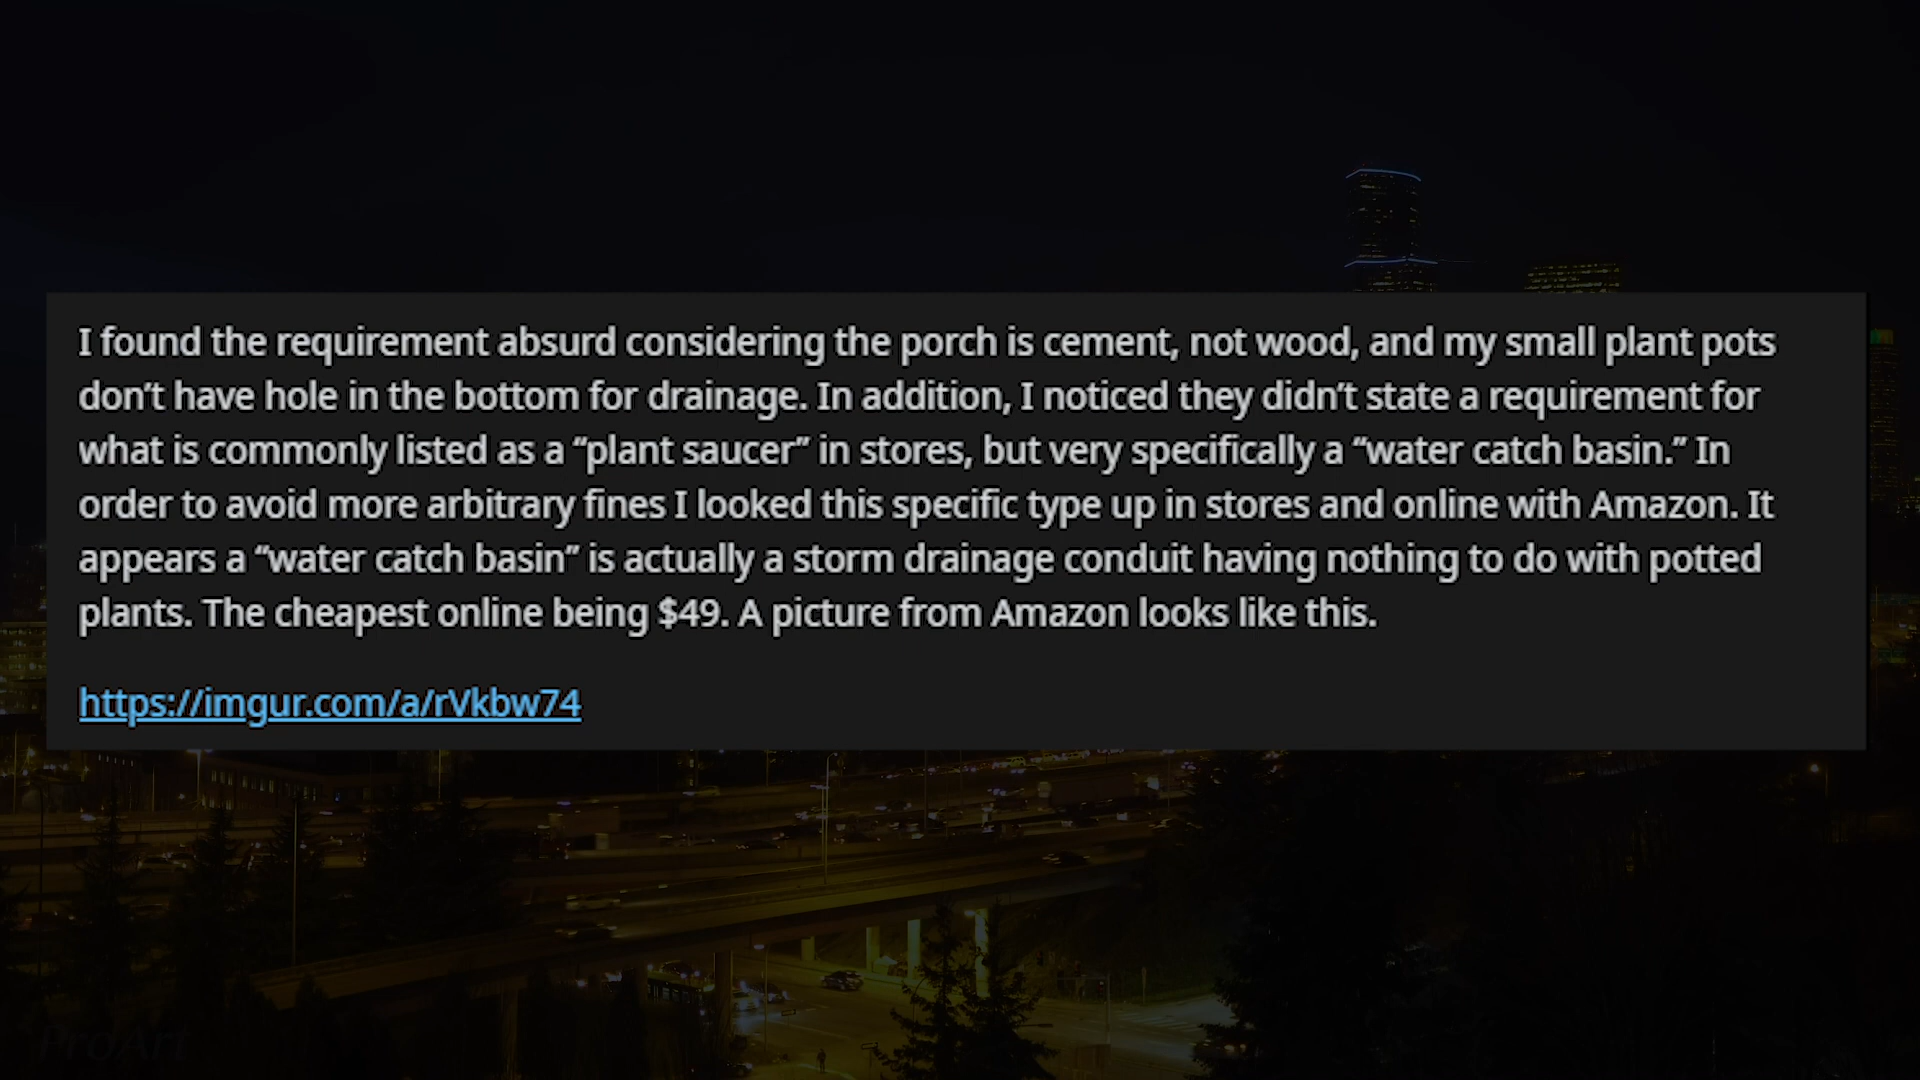 I found the requirement absurd considering the porch is cement, not wood, and my small plant pots
don’t have hole in the bottom for drainage. In addition, I noticed they didn’t state a requirement for
what is commonly listed as a “plant saucer” in stores, but very specifically a “water catch basin.” In
order to avoid more arbitrary fines I looked this specific type up in stores and online with Amazon. It
appears a “water catch basin” is actually a storm drainage conduit having nothing to do with potted
plants. The cheapest online being $49. A picture from Amazon looks like this.
https://imgur.com/a/rVkbw74
ProArt